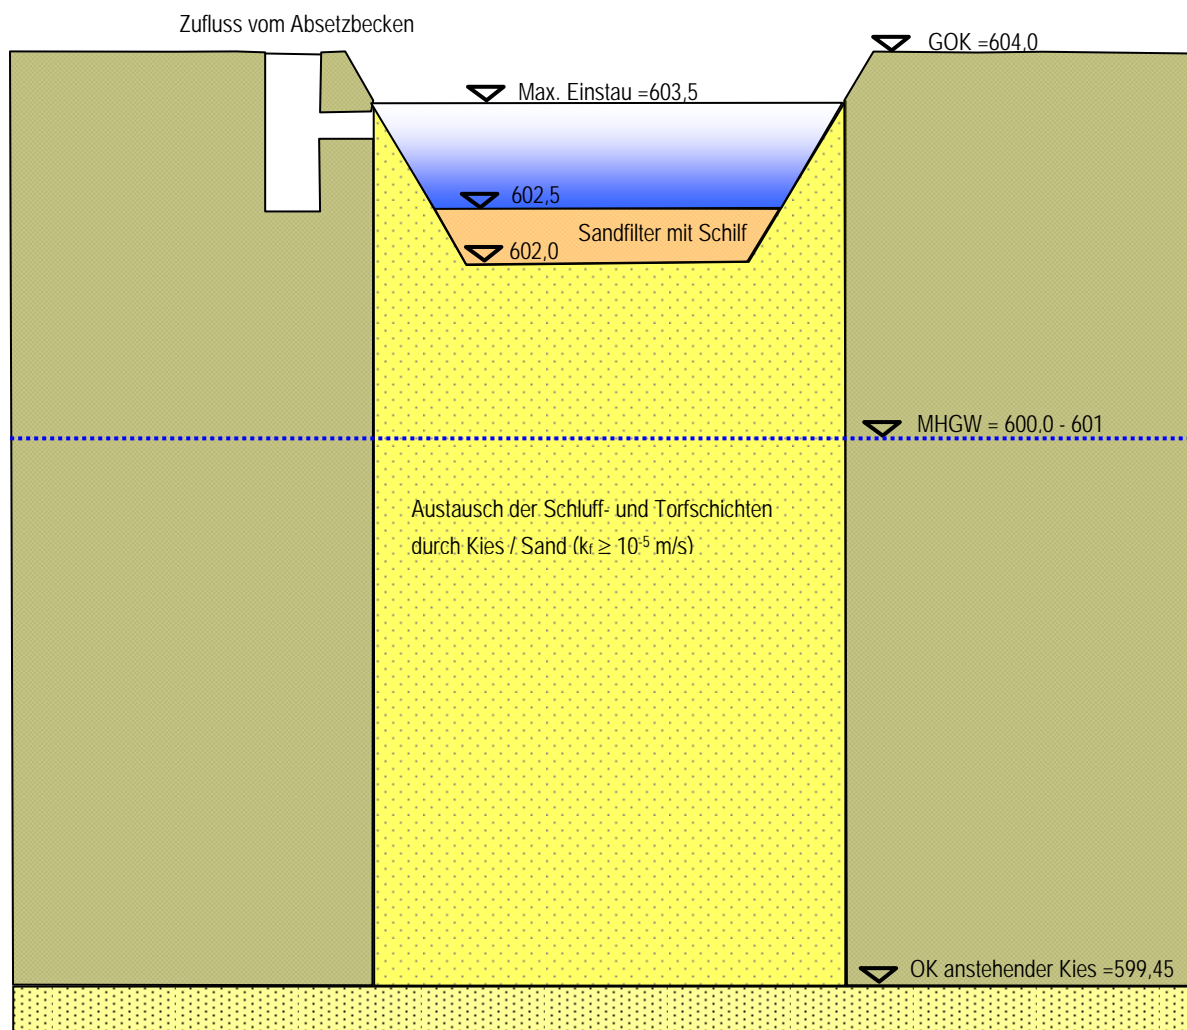 Zufluss vom Absetzbecken
GOK =604,0
Max. Einstau =603,5
602,5
Sandfilter mit Schilf
602,0
MHGW = 600,0 - 601
Austausch der Schluff- und Torfschichten
durch Kies / Sand (kf ≥ 10-5 m/s)
OK anstehender Kies =599,45